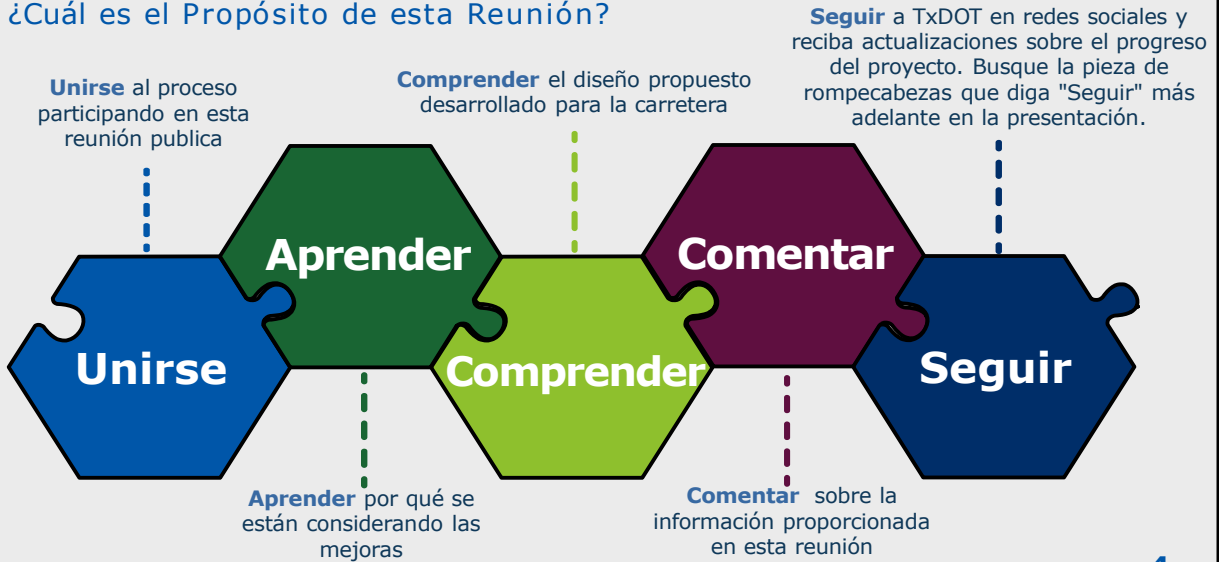 ¿Cuál es el Propósito de esta Reunión?
Unirse al proceso
participando en esta
reunión publica
Comprender el diseño propuesto
desarrollado para la carretera
Seguir a TxDOT en redes sociales y
reciba actualizaciones sobre el progreso
del proyecto. Busque la pieza de
rompecabezas que diga "Seguir" más
adelante en la presentación.
Unirse
Aprender
Comprender
Comentar
Seguir
Aprender por qué se
están considerando las
mejoras
Comentar sobre la
información proporcionada
en esta reunión